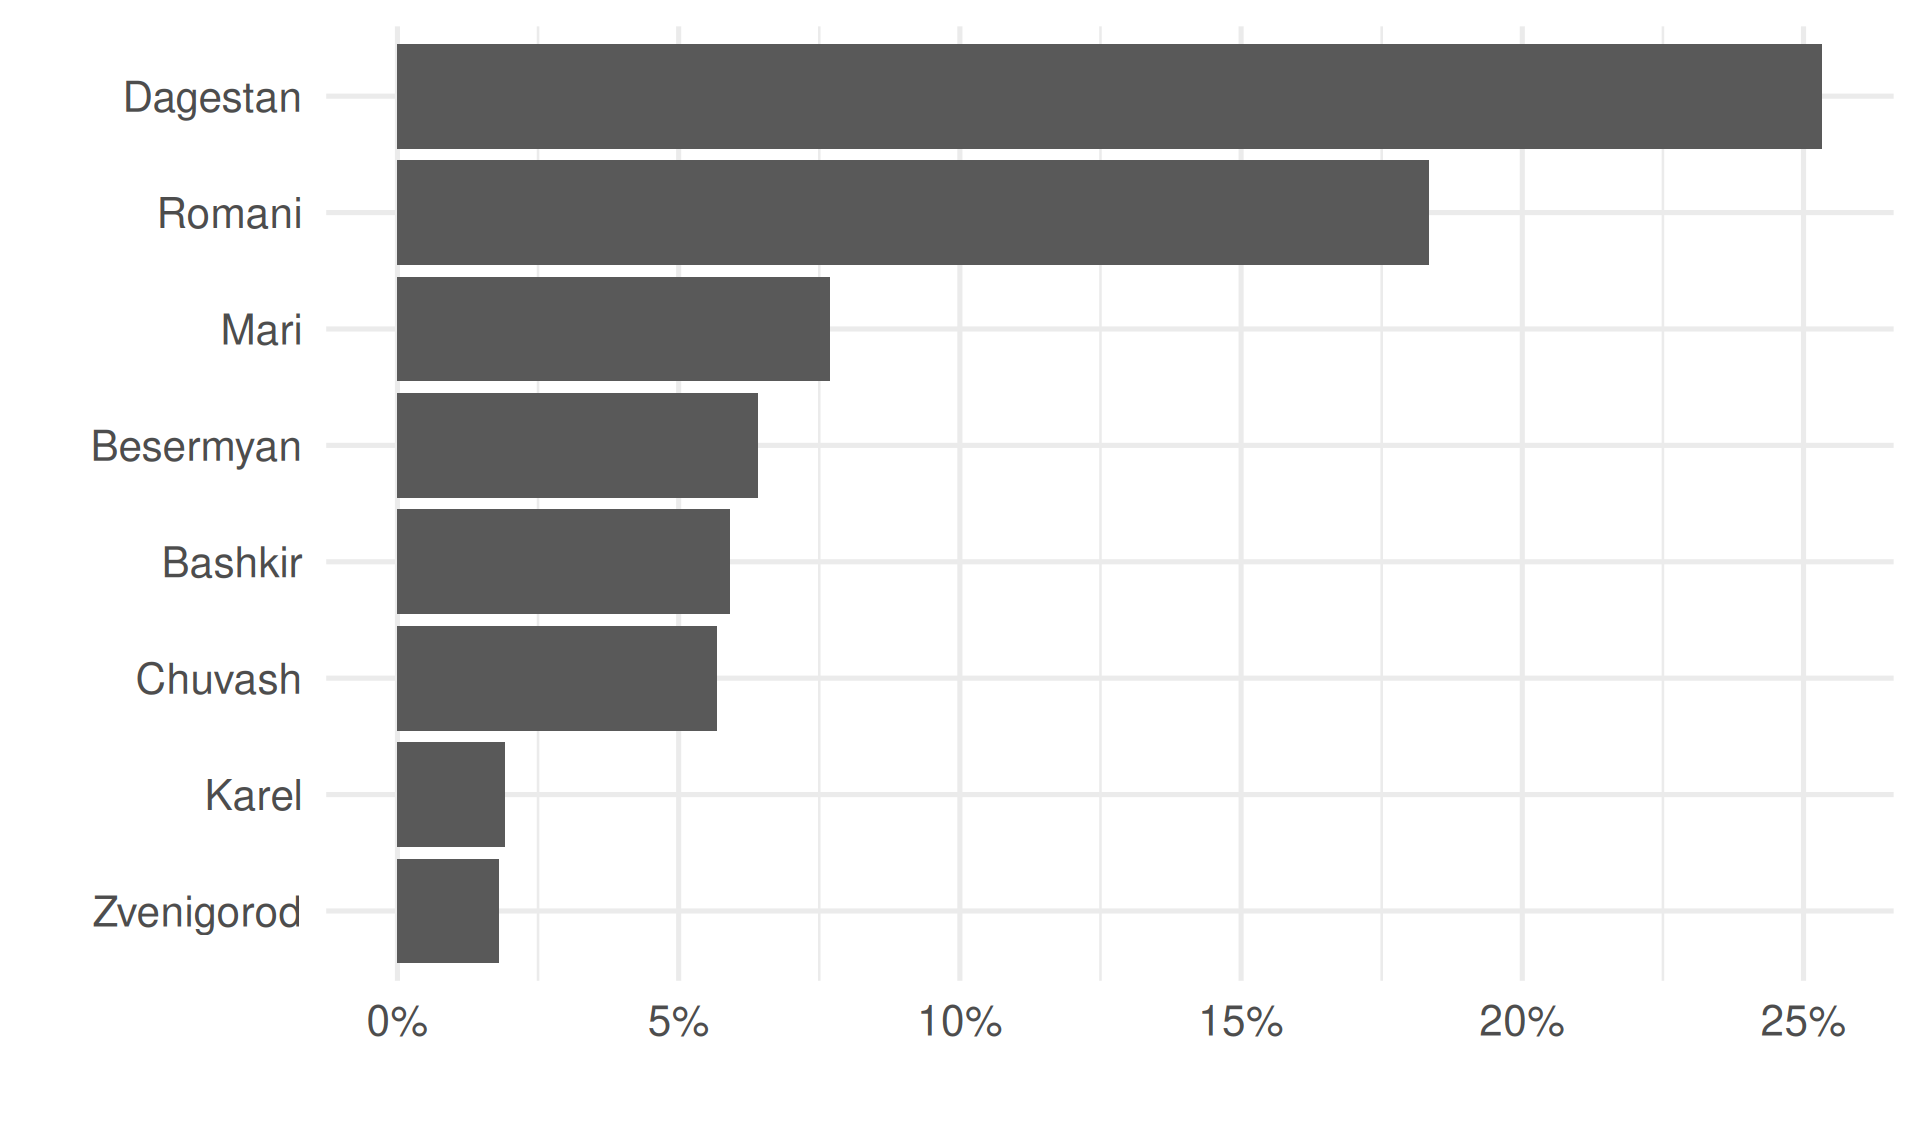 Dagestan
Romani
Mari
Besermyan
Bashkir
Chuvash
Karel
Zvenigorod
0% 5% 10% 15% 20% 25%